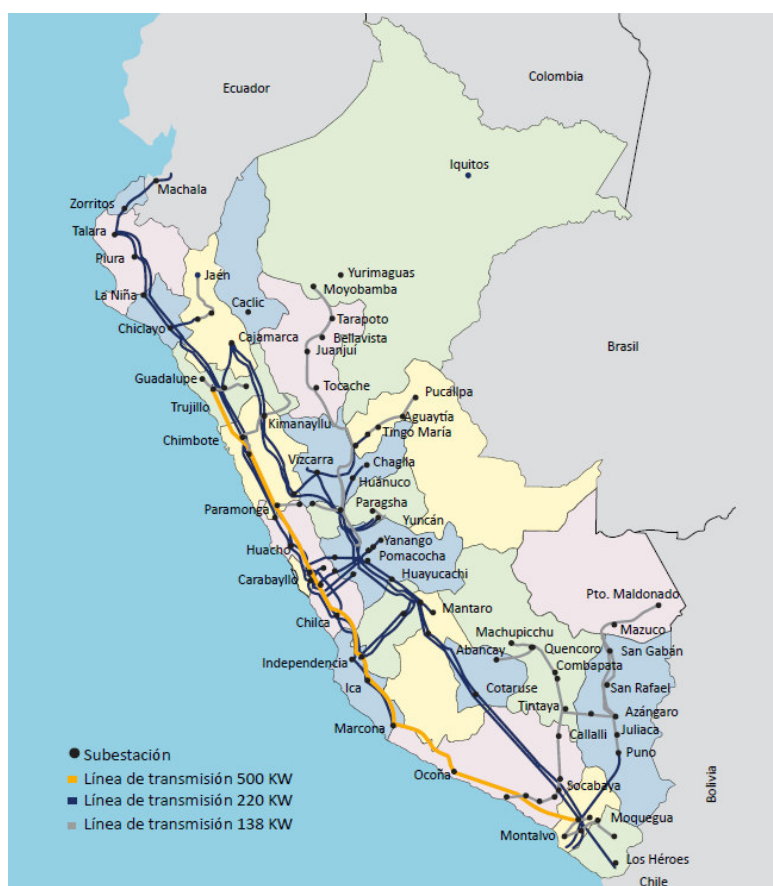 Colombia
Ecuador
Iquitos
Machala
Zorritos
Talara
Piura
Jaén
Yurimaguas
Moyobamba
La Niña
Caclic
Tarapoto
Chiclayo
Cajamarca
Bellavista
Juanjuí
Brasil
Guadalupe
Tocache
Pucallpa
Trujillo
Aguaytía
Kimanayllu
Tingo María
Chimbote
Vizcarra
Chaglla
Huánuco
Paramonga
Paragsha
Yuncán
Huacho
Yanango
Pomacocha
Carabayllo
Huayucachi
Pto. Maldonado
Chilca
Mantaro
Machupicchu
Mazuco
Abancay
Quencoro
San Gabán
Independencia
Combapata
Ica
Cotaruse
San Rafael
Tintaya
Azángaro
Marcona
Callalli
Juliaca
Puno
Subestación
Ocoña
Línea de transmisión 500 KW
Socabaya
Bolivia
Línea de transmisión 220 KW
Moquegua
Línea de transmisión 138 KW
Montalvo
Los Héroes
Chile